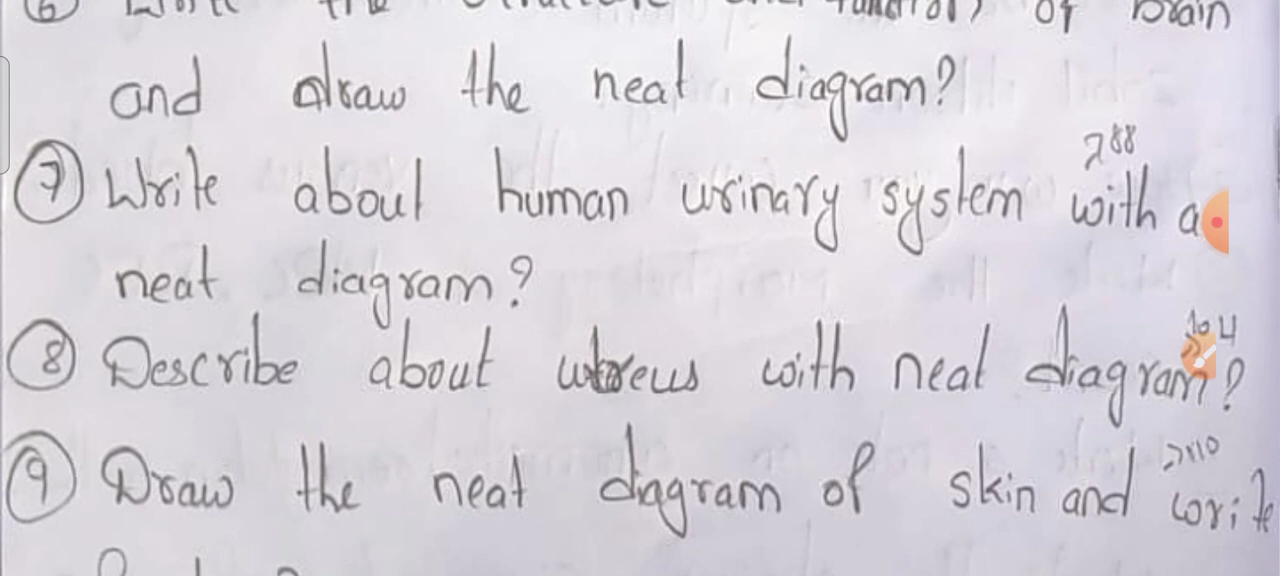 of brain
and draw the neat diagram?
⑦ Write about human urinary system with a
neat diagram?
⑧ Describe about utreus with neat diagram?
⑨ Draw the neat diagram of skin and write